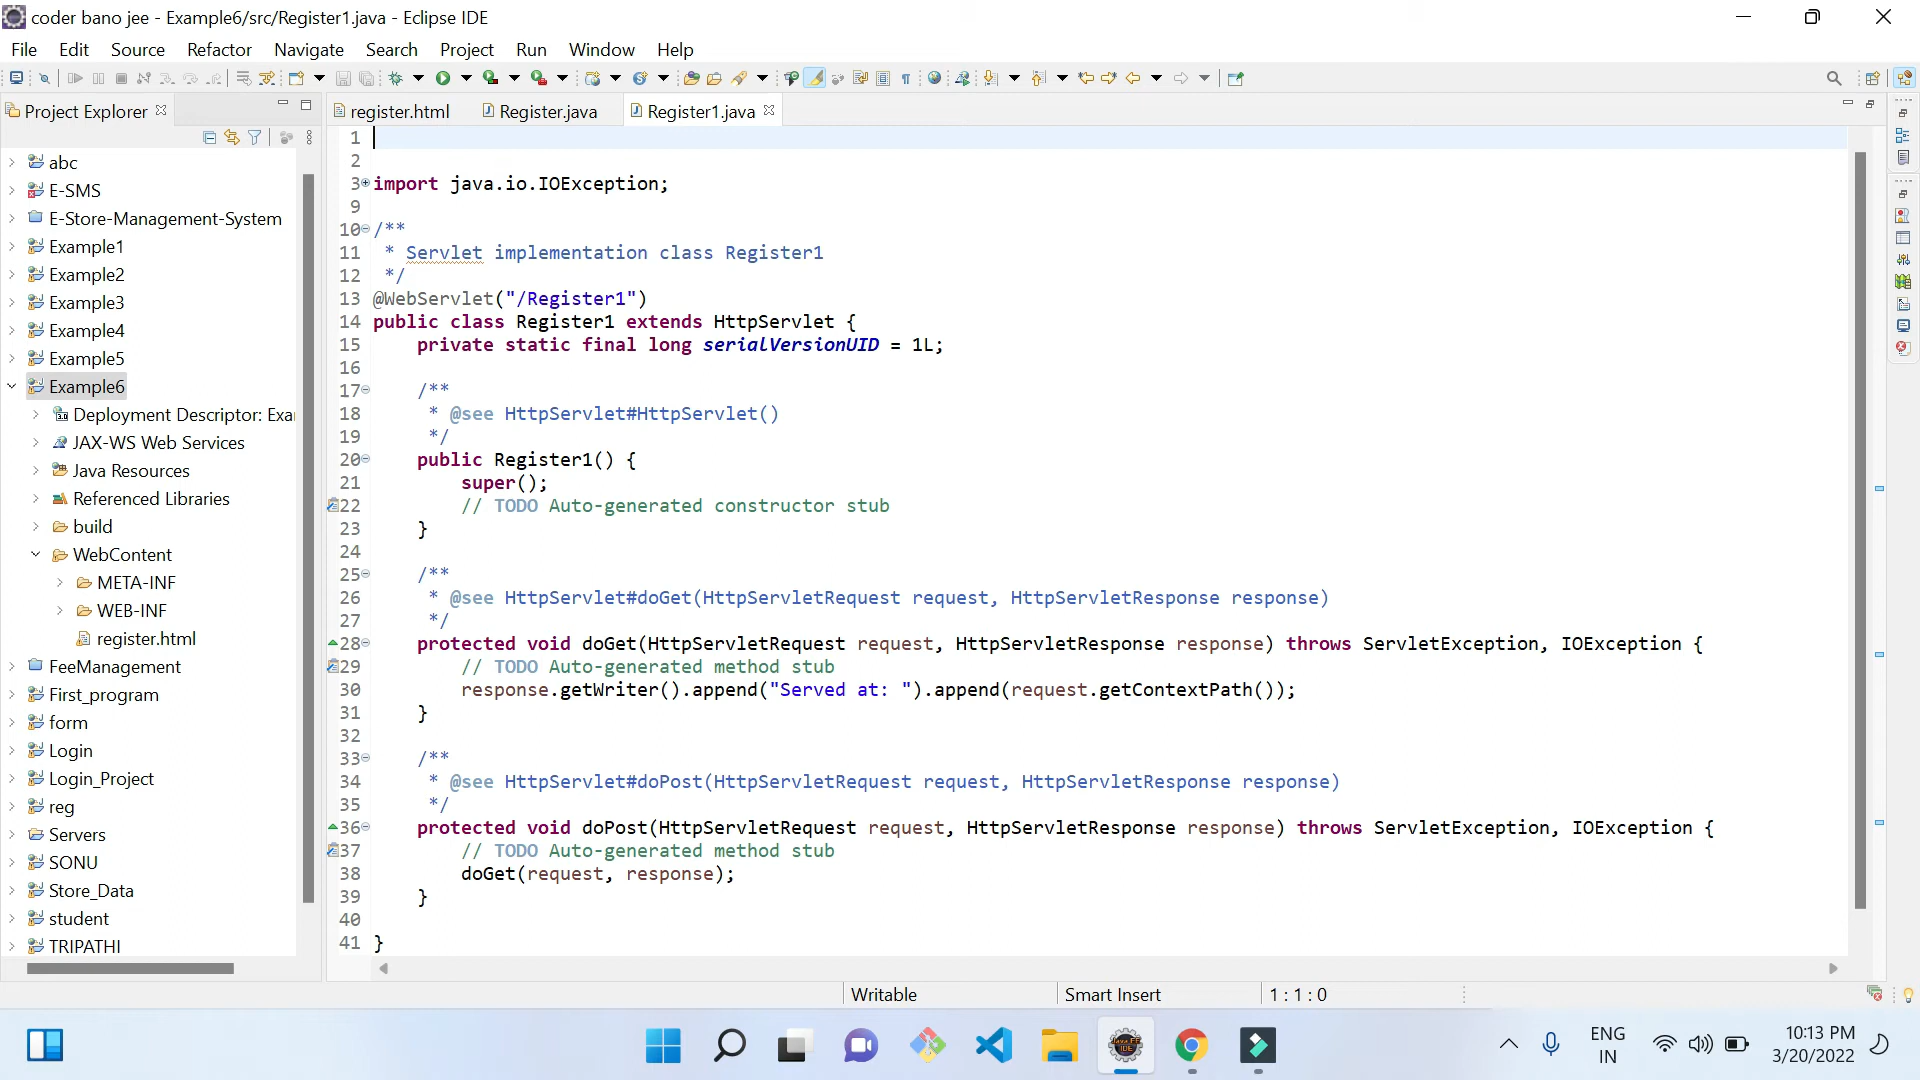 coder bano jee - Example6/src/Register1.java - Eclipse IDE
File Edit Source Refactor Navigate Search Project Run Window Help
Project Explorer
register.html Register.java Register1.java
abc
E-SMS
E-Store-Management-System
Example1
Example2
Example3
Example4
Example5
Example6
Deployment Descriptor: Exa
JAX-WS Web Services
Java Resources
Referenced Libraries
build
WebContent
META-INF
WEB-INF
register.html
FeeManagement
First_program
form
Login
Login_Project
reg
Servers
SONU
Store_Data
student
TRIPATHI
1
2
3 import java.io.IOException;
9
10 /**
11 * Servlet implementation class Register1
12 */
13 @WebServlet("/Register1")
14 public class Register1 extends HttpServlet {
15 private static final long serialVersionUID = 1L;
16
17 /**
18 * @see HttpServlet#HttpServlet()
19 */
20 public Register1() {
21 super();
22 // TODO Auto-generated constructor stub
23 }
24
25 /**
26 * @see HttpServlet#doGet(HttpServletRequest request, HttpServletResponse response)
27 */
28 protected void doGet(HttpServletRequest request, HttpServletResponse response) throws ServletException, IOException {
29 // TODO Auto-generated method stub
30 response.getWriter().append("Served at: ").append(request.getContextPath());
31 }
32
33 /**
34 * @see HttpServlet#doPost(HttpServletRequest request, HttpServletResponse response)
35 */
36 protected void doPost(HttpServletRequest request, HttpServletResponse response) throws ServletException, IOException {
37 // TODO Auto-generated method stub
38 doGet(request, response);
39 }
40
41 }
Writable Smart Insert 1 : 1 : 0
ENG
IN
10:13 PM
3/20/2022